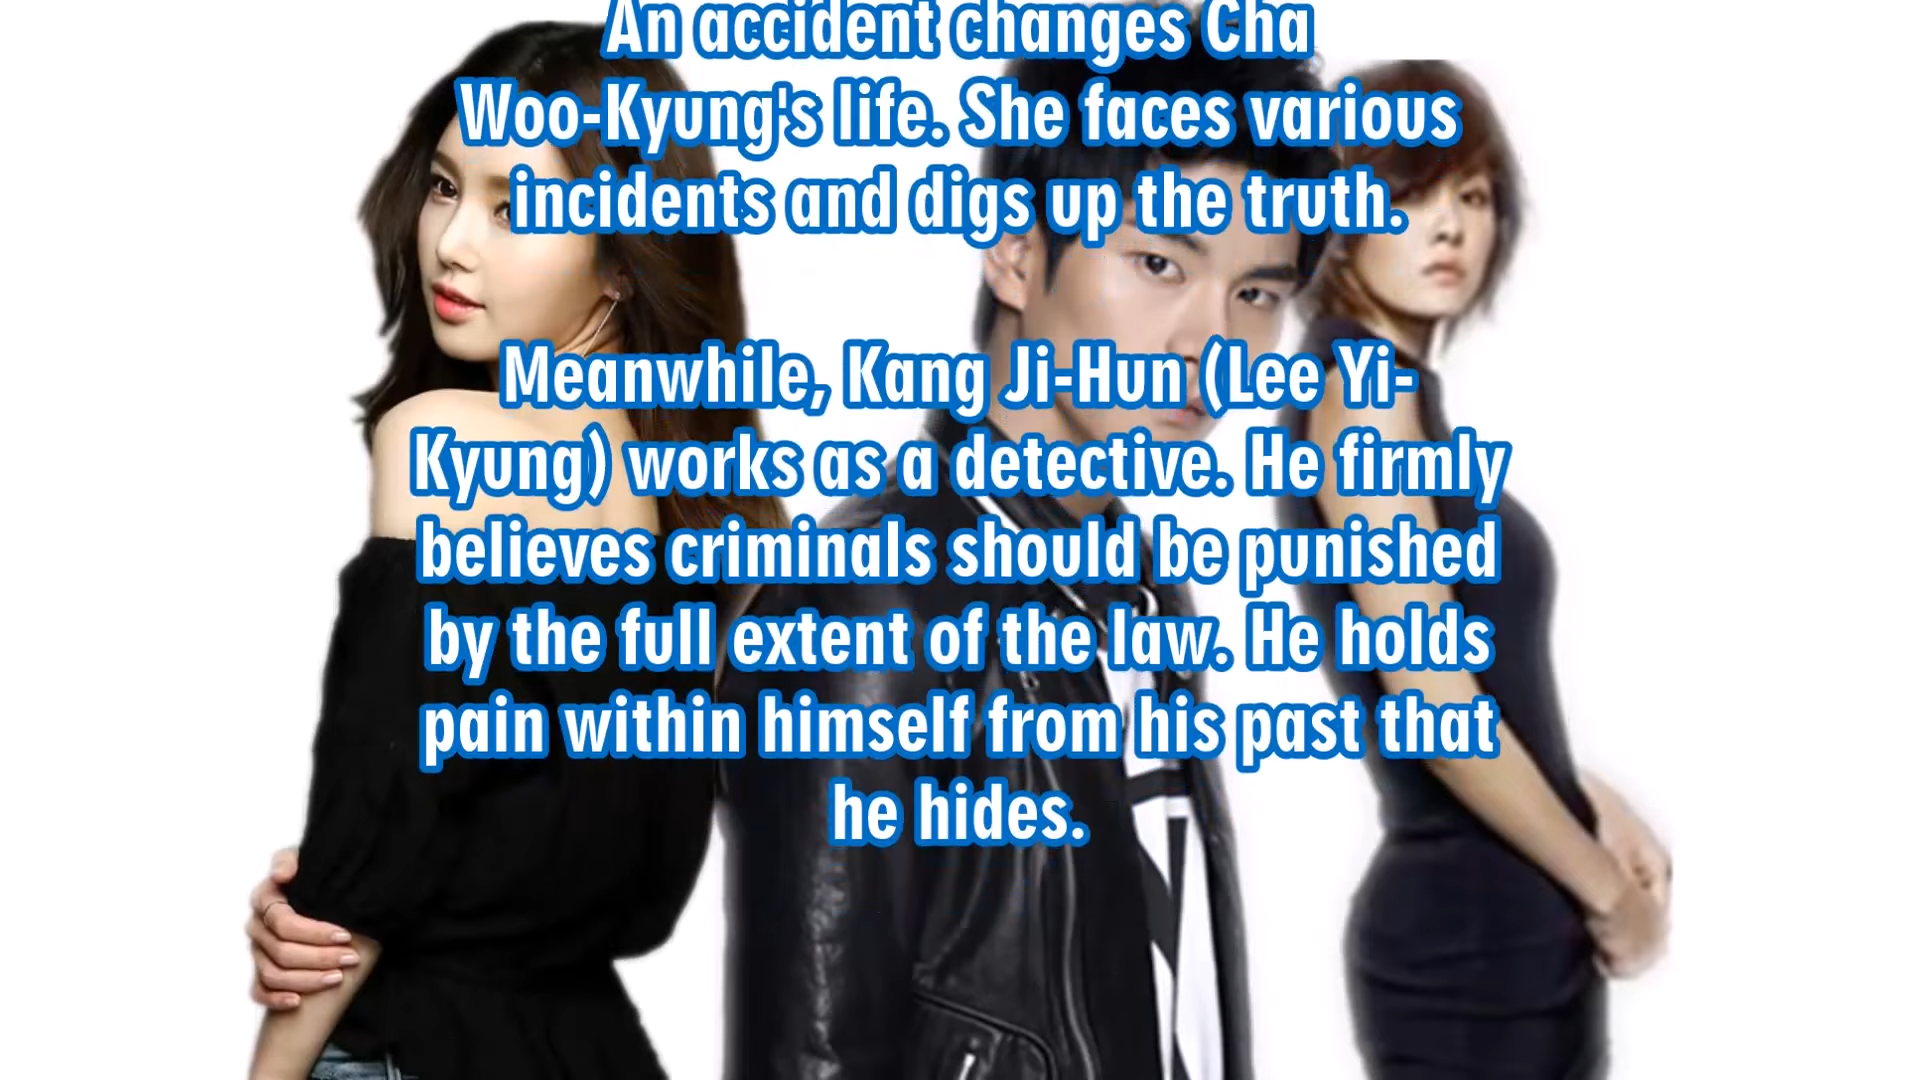 An accident changes Cha
Woo-Kyung's life. She faces various
incidents and digs up the truth.
Meanwhile, Kang Ji-Hun (Lee Yi-
Kyung) works as a detective. He firmly
believes criminals should be punished
by the full extent of the law. He holds
pain within himself from his past that
he hides.